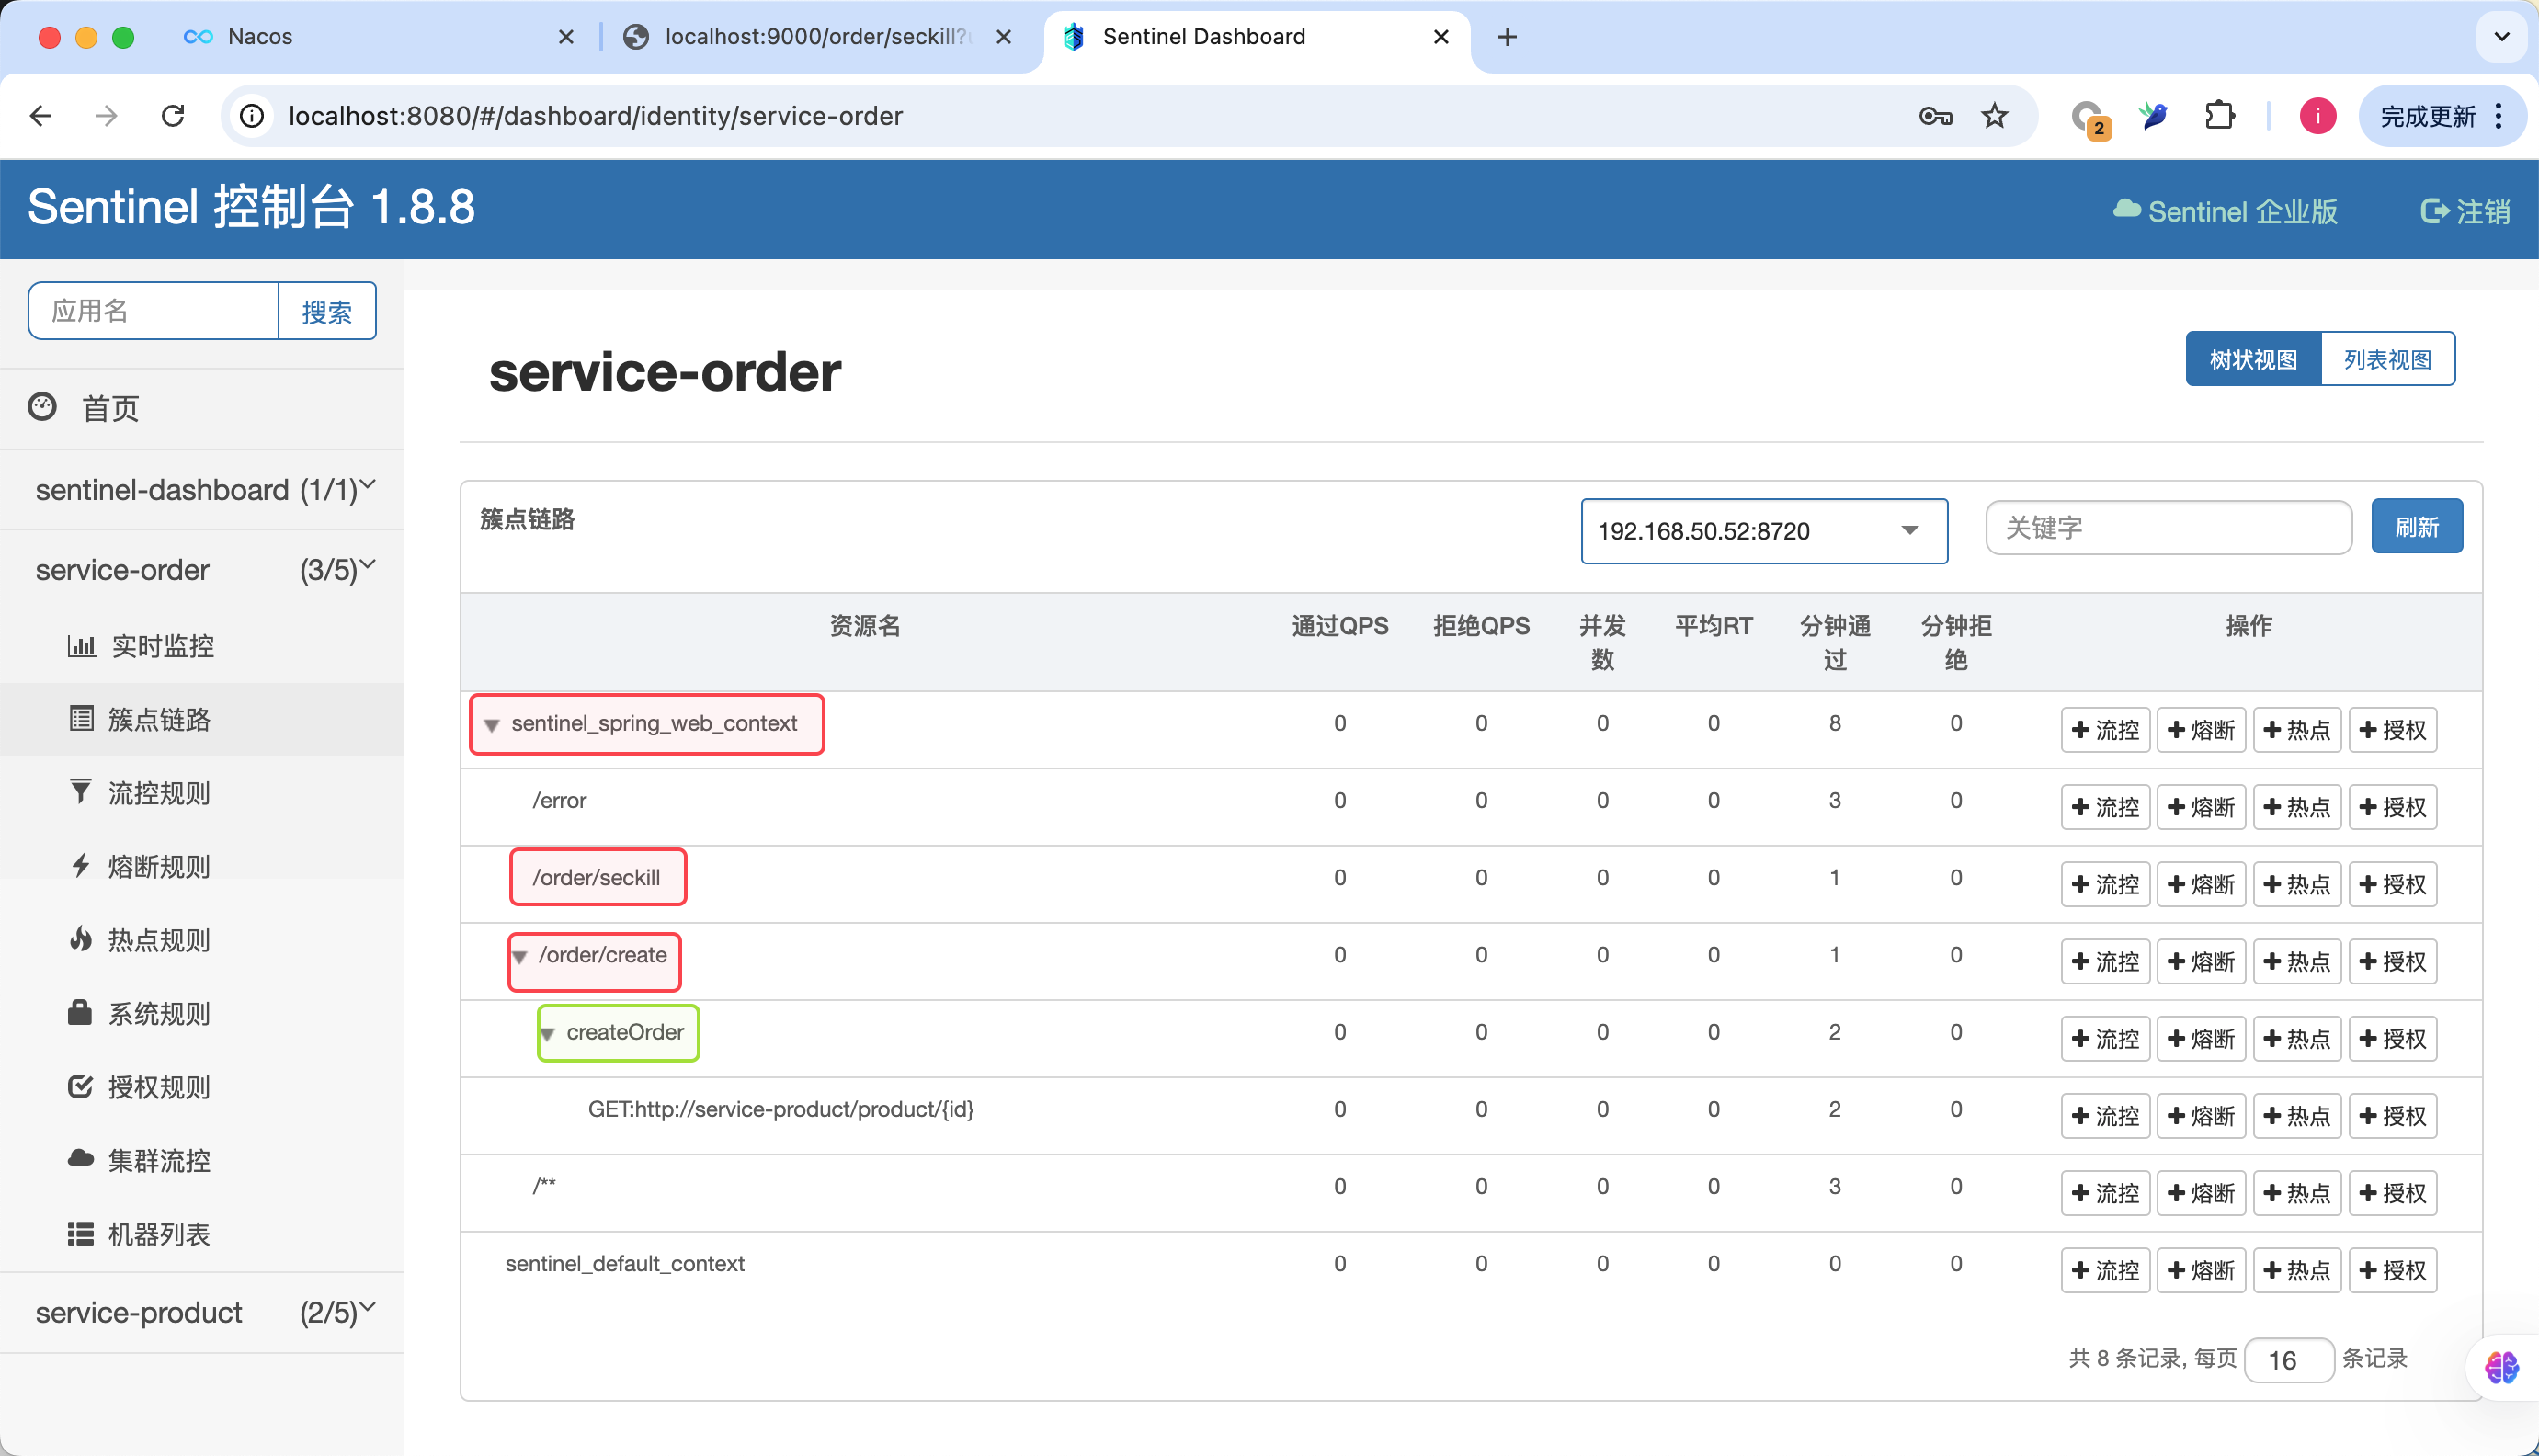 Nacos
localhost:9000/order/seckill?
Sentinel Dashboard
localhost:8080/#/dashboard/identity/service-order
2
i
完成更新
Sentinel 控制台 1.8.8
Sentinel 企业版
注销
应用名
搜索
首页
sentinel-dashboard (1/1)
service-order (3/5)
实时监控
簇点链路
流控规则
熔断规则
热点规则
系统规则
授权规则
集群流控
机器列表
service-product (2/5)
service-order
树状视图
列表视图
簇点链路
192.168.50.52:8720
关键字
刷新
资源名 通过QPS 拒绝QPS 并发数 平均RT 分钟通过 分钟拒绝 操作
sentinel_spring_web_context 0 0 0 0 8 0 流控 熔断 热点 授权
/error 0 0 0 0 3 0 流控 熔断 热点 授权
/order/seckill 0 0 0 0 1 0 流控 熔断 热点 授权
/order/create 0 0 0 0 1 0 流控 熔断 热点 授权
createOrder 0 0 0 0 2 0 流控 熔断 热点 授权
GET:http://service-product/product/{id} 0 0 0 0 2 0 流控 熔断 热点 授权
/** 0 0 0 0 3 0 流控 熔断 热点 授权
sentinel_default_context 0 0 0 0 0 0 流控 熔断 热点 授权
共 8 条记录, 每页 16 条记录